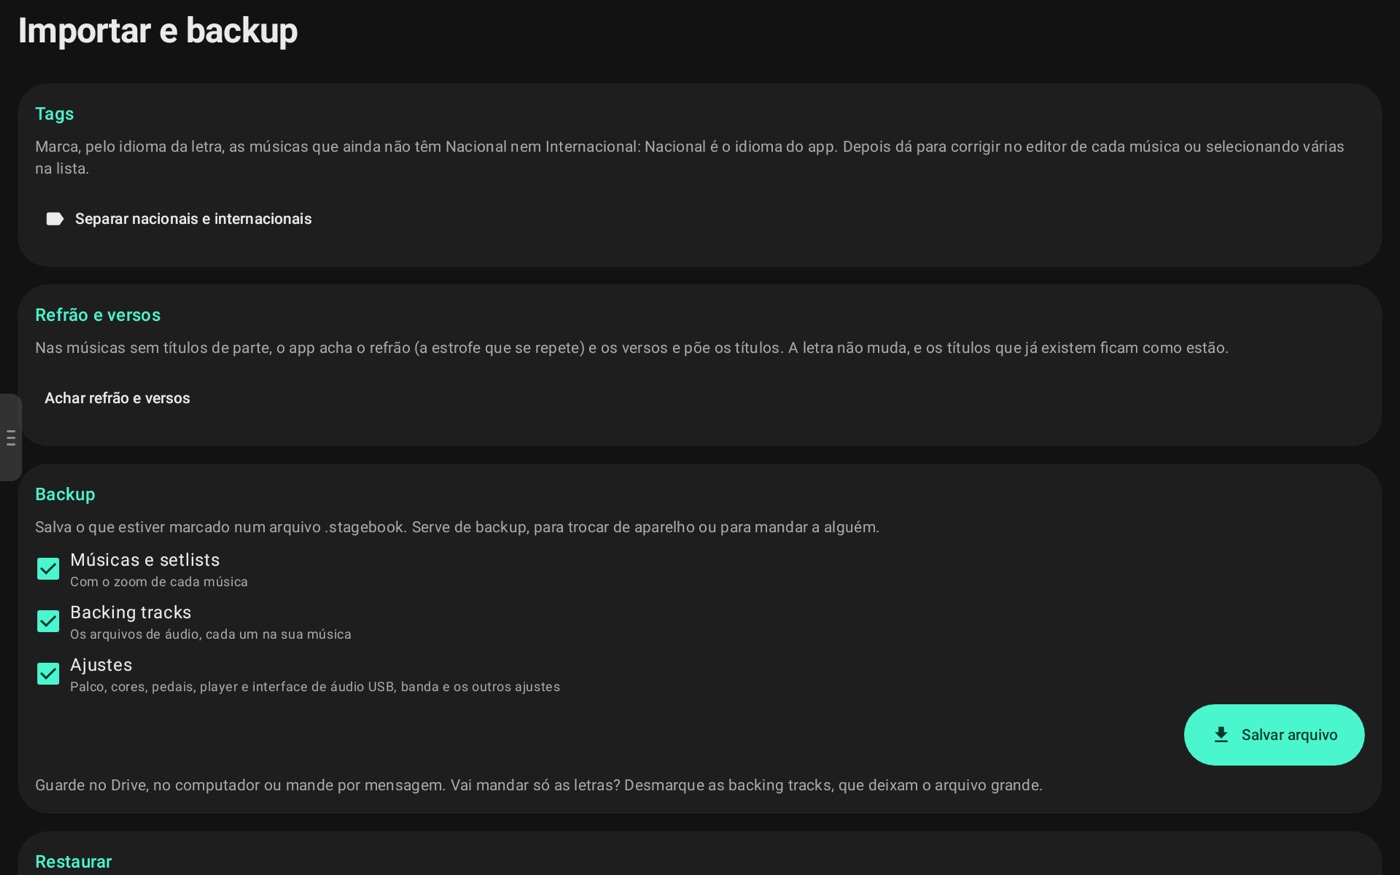 Importar e backup
Tags
Marca, pelo idioma da letra, as músicas que ainda não têm Nacional nem Internacional: Nacional é o idioma do app. Depois dá para corrigir no editor de cada música ou selecionando várias
na lista.
Separar nacionais e internacionais
Refrão e versos
Nas músicas sem títulos de parte, o app acha o refrão (a estrofe que se repete) e os versos e põe os títulos. A letra não muda, e os títulos que já existem ficam como estão.
Achar refrão e versos
Backup
Salva o que estiver marcado num arquivo .stagebook. Serve de backup, para trocar de aparelho ou para mandar a alguém.
Músicas e setlists
Com o zoom de cada música
Backing tracks
Os arquivos de áudio, cada um na sua música
Ajustes
Palco, cores, pedais, player e interface de áudio USB, banda e os outros ajustes
Salvar arquivo
Guarde no Drive, no computador ou mande por mensagem. Vai mandar só as letras? Desmarque as backing tracks, que deixam o arquivo grande.
Restaurar